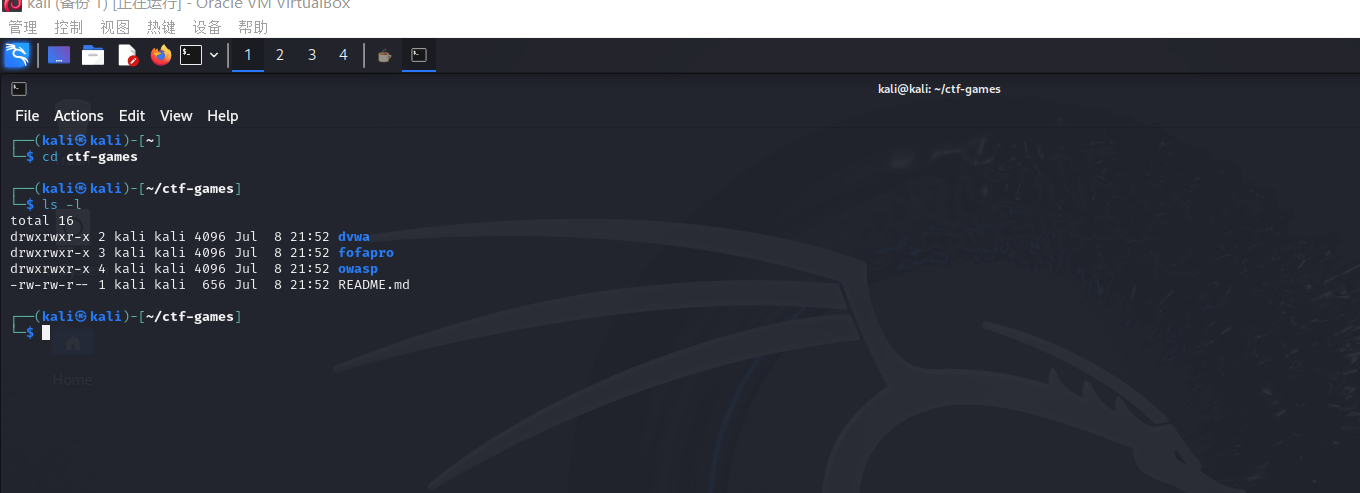 kali (备份 1) [正在运行] - Oracle VM VirtualBox
管理 控制 视图 热键 设备 帮助
1 2 3 4
kali@kali: ~/ctf-games
File Actions Edit View Help
┌──(kali㉿kali)-[~]
└─$ cd ctf-games
┌──(kali㉿kali)-[~/ctf-games]
└─$ ls -l
total 16
drwxrwxr-x 2 kali kali 4096 Jul  8 21:52 dvwa
drwxrwxr-x 3 kali kali 4096 Jul  8 21:52 fofapro
drwxrwxr-x 4 kali kali 4096 Jul  8 21:52 owasp
-rw-rw-r-- 1 kali kali  656 Jul  8 21:52 README.md
┌──(kali㉿kali)-[~/ctf-games]
└─$
Home